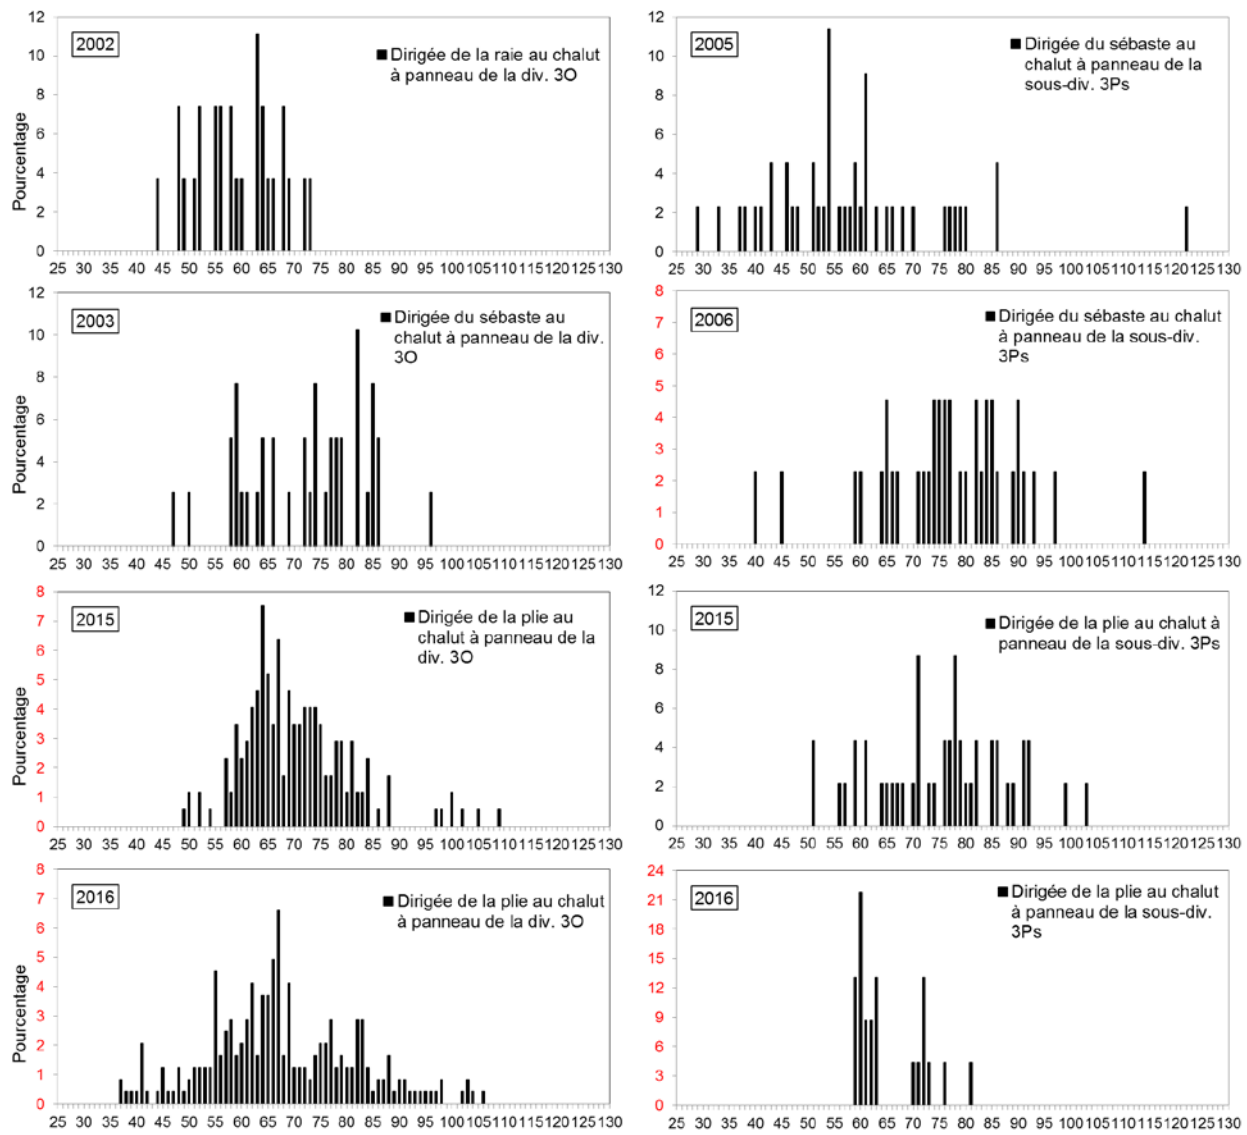 2002
Dirigée de la raie au chalut
à panneau de la div. 3O
Pourcentage
12
10
8
6
4
2
0
25 30 35 40 45 50 55 60 65 70 75 80 85 90 95 100 105 110 115 120 125 130
2005
Dirigée du sébaste au
chalut à panneau de la
sous-div. 3Ps
12
10
8
6
4
2
0
25 30 35 40 45 50 55 60 65 70 75 80 85 90 95 100 105 110 115 120 125 130
2003
Dirigée du sébaste au
chalut à panneau de la div.
3O
Pourcentage
12
10
8
6
4
2
0
25 30 35 40 45 50 55 60 65 70 75 80 85 90 95 100 105 110 115 120 125 130
2006
Dirigée du sébaste au chalut
à panneau de la sous-div.
3Ps
8
7
6
5
4
3
2
1
0
25 30 35 40 45 50 55 60 65 70 75 80 85 90 95 100 105 110 115 120 125 130
2015
Dirigée de la plie au
chalut à panneau de la
div. 3O
Pourcentage
8
7
6
5
4
3
2
1
0
25 30 35 40 45 50 55 60 65 70 75 80 85 90 95 100 105 110 115 120 125 130
2015
Dirigée de la plie au chalut à
panneau de la sous-div. 3Ps
12
10
8
6
4
2
0
25 30 35 40 45 50 55 60 65 70 75 80 85 90 95 100 105 110 115 120 125 130
2016
Dirigée de la plie au chalut
à panneau de la div. 3O
Pourcentage
8
7
6
5
4
3
2
1
0
25 30 35 40 45 50 55 60 65 70 75 80 85 90 95 100 105 110 115 120 125 130
2016
Dirigée de la plie au chalut
à panneau de la sous-div.
3Ps
24
21
18
15
12
9
6
3
0
25 30 35 40 45 50 55 60 65 70 75 80 85 90 95 100 105 110 115 120 125 130